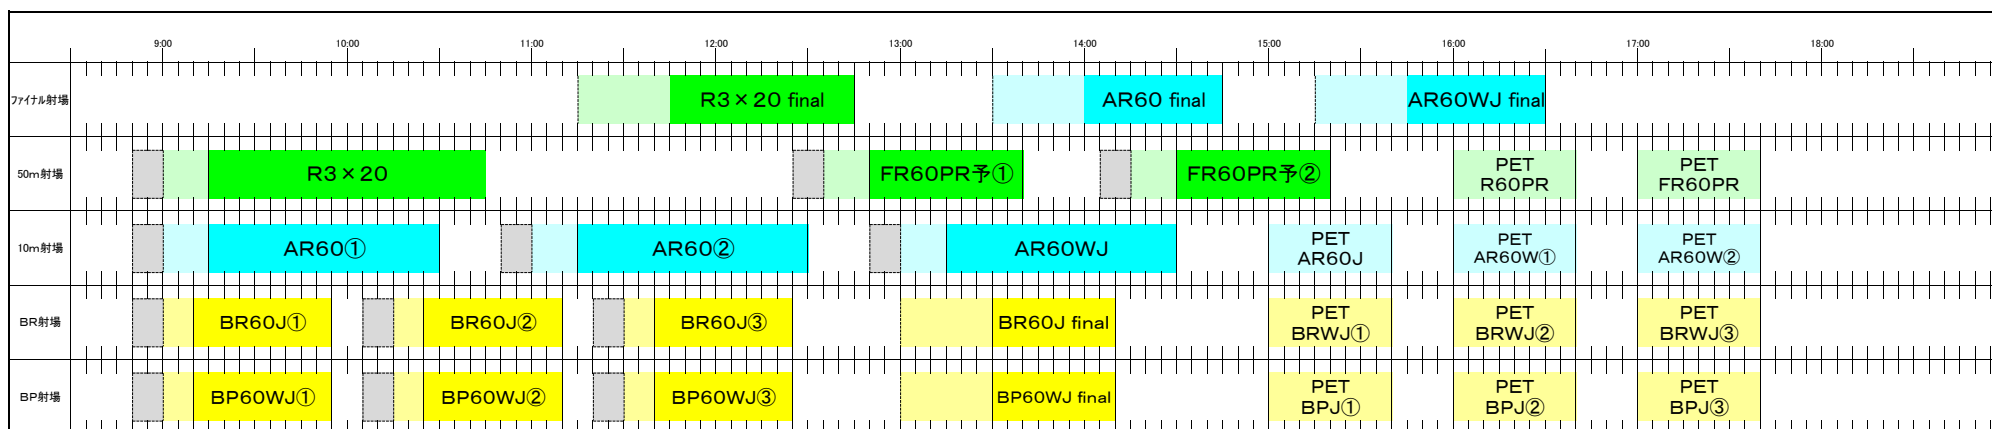 9:00 10:00 11:00 12:00 13:00 14:00 15:00 16:00 17:00 18:00
ファイナル射場 R3×20 final AR60 final AR60WJ final
50m射場 R3×20 FR60PR予① FR60PR予② PET R60PR PET FR60PR
10m射場 AR60① AR60② AR60WJ PET AR60J PET AR60W① PET AR60W②
BR射場 BR60J① BR60J② BR60J③ BR60J final PET BRWJ① PET BRWJ② PET BRWJ③
BP射場 BP60WJ① BP60WJ② BP60WJ③ BP60WJ final PET BPJ① PET BPJ② PET BPJ③